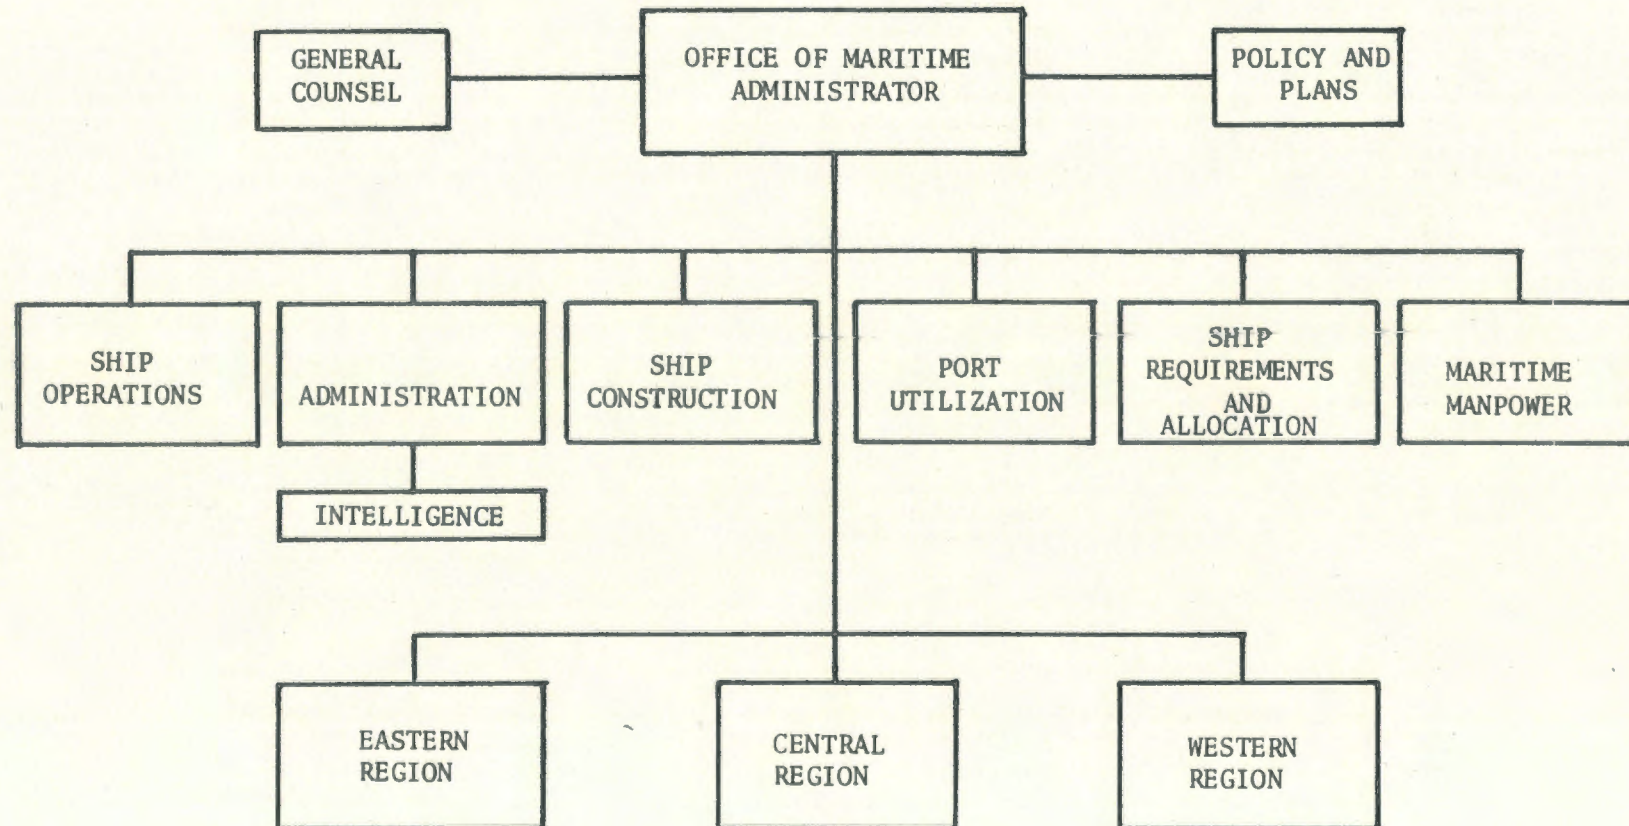 GENERAL
COUNSEL
OFFICE OF MARITIME
ADMINISTRATOR
POLICY AND
PLANS
SHIP
OPERATIONS
ADMINISTRATION
SHIP
CONSTRUCTION
PORT
UTILIZATION
SHIP
REQUIREMENTS
AND
ALLOCATION
MARITIME
MANPOWER
INTELLIGENCE
EASTERN
REGION
CENTRAL
REGION
WESTERN
REGION